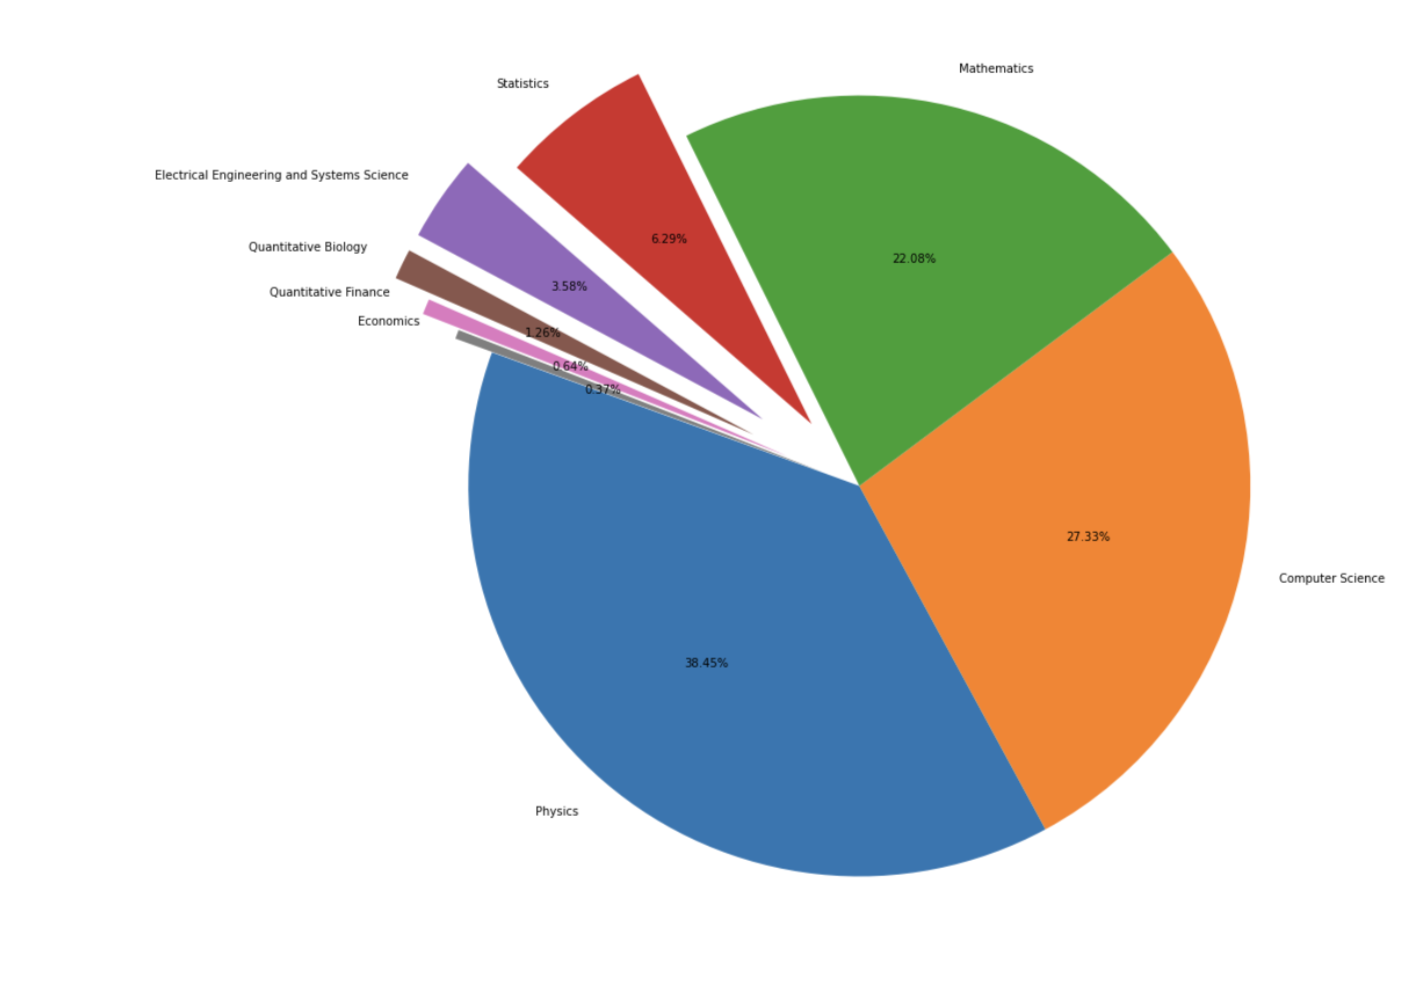 Mathematics
Statistics
Electrical Engineering and Systems Science
6.29%
Quantitative Biology
22.08%
3.58%
Quantitative Finance
Economics
1.26%
0.64%
0.37%
27.33%
Computer Science
38.45%
Physics